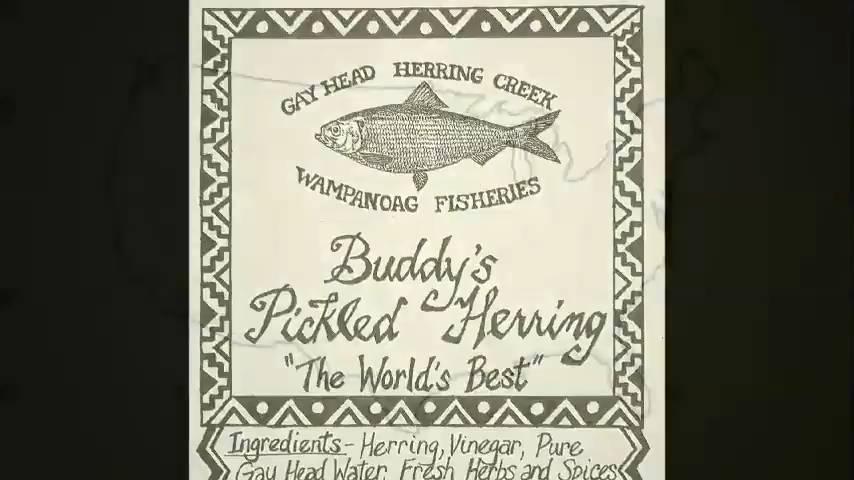 GAY HEAD HERRING CREEK
WAMPANOAG FISHERIES
Buddy's
Pickled Herring
"The World's Best"
Ingredients - Herring, Vinegar, Pure
Gay Head Water, Fresh Herbs and Spices